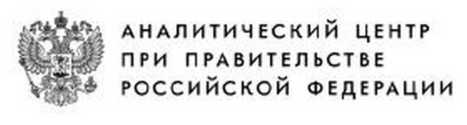 АНАЛИТИЧЕСКИЙ ЦЕНТР
ПРИ ПРАВИТЕЛЬСТВЕ
РОССИЙСКОЙ ФЕДЕРАЦИИ